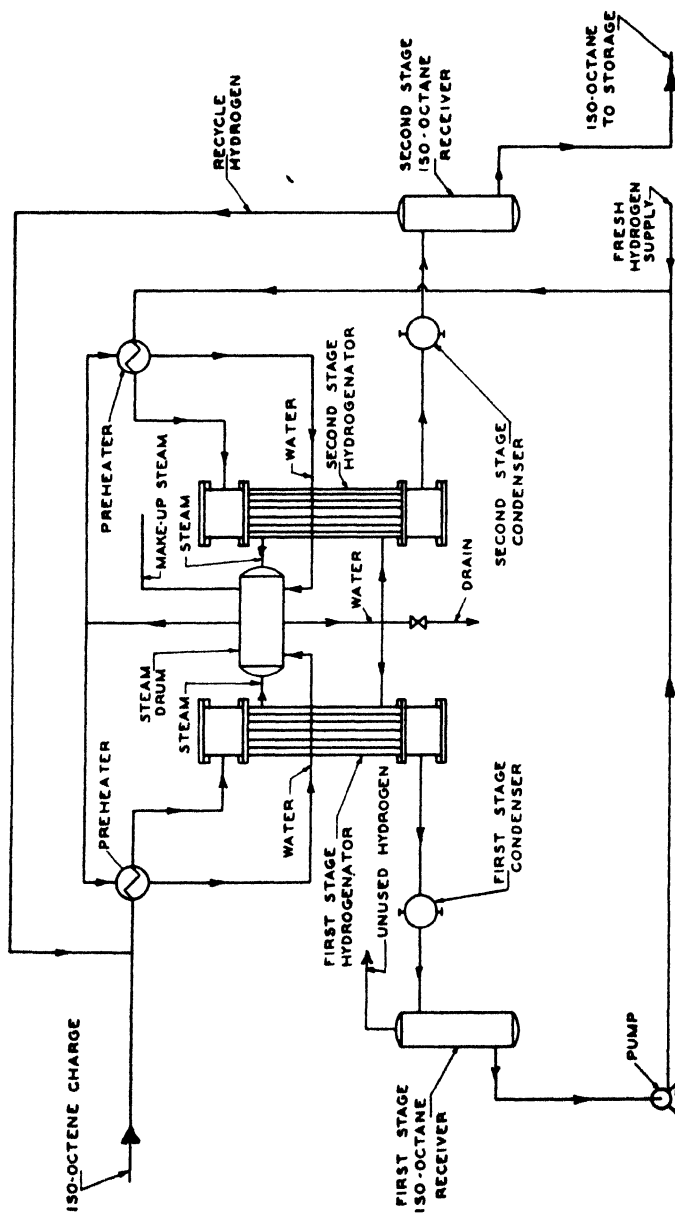 ISO-OCTENE CHARGE
PREHEATER
PREHEATER
MAKE-UP STEAM
RECYCLE
HYDROGEN
STEAM
DRUM
STEAM
STEAM
WATER
WATER
FIRST STAGE
HYDROGENATOR
UNUSED HYDROGEN
WATER
DRAIN
SECOND STAGE
HYDROGENATOR
SECOND STAGE
ISO-OCTANE
RECEIVER
FIRST STAGE
ISO-OCTANE
RECEIVER
FIRST STAGE
CONDENSER
SECOND STAGE
CONDENSER
ISO-OCTANE
TO STORAGE
PUMP
FRESH
HYDROGEN
SUPPLY